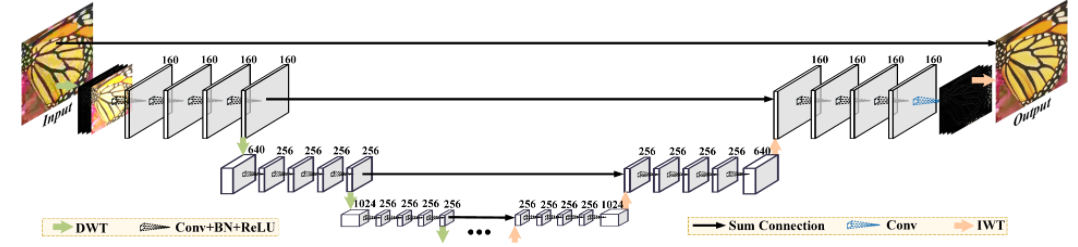 160 160 160 160 160 160 160 160
Input
Output
640 256 256 256 256 256 256 256 256 640
1024 256 256 256 256 256 256 256 256 1024
DWT Conv+BN+ReLU Sum Connection Conv IWT